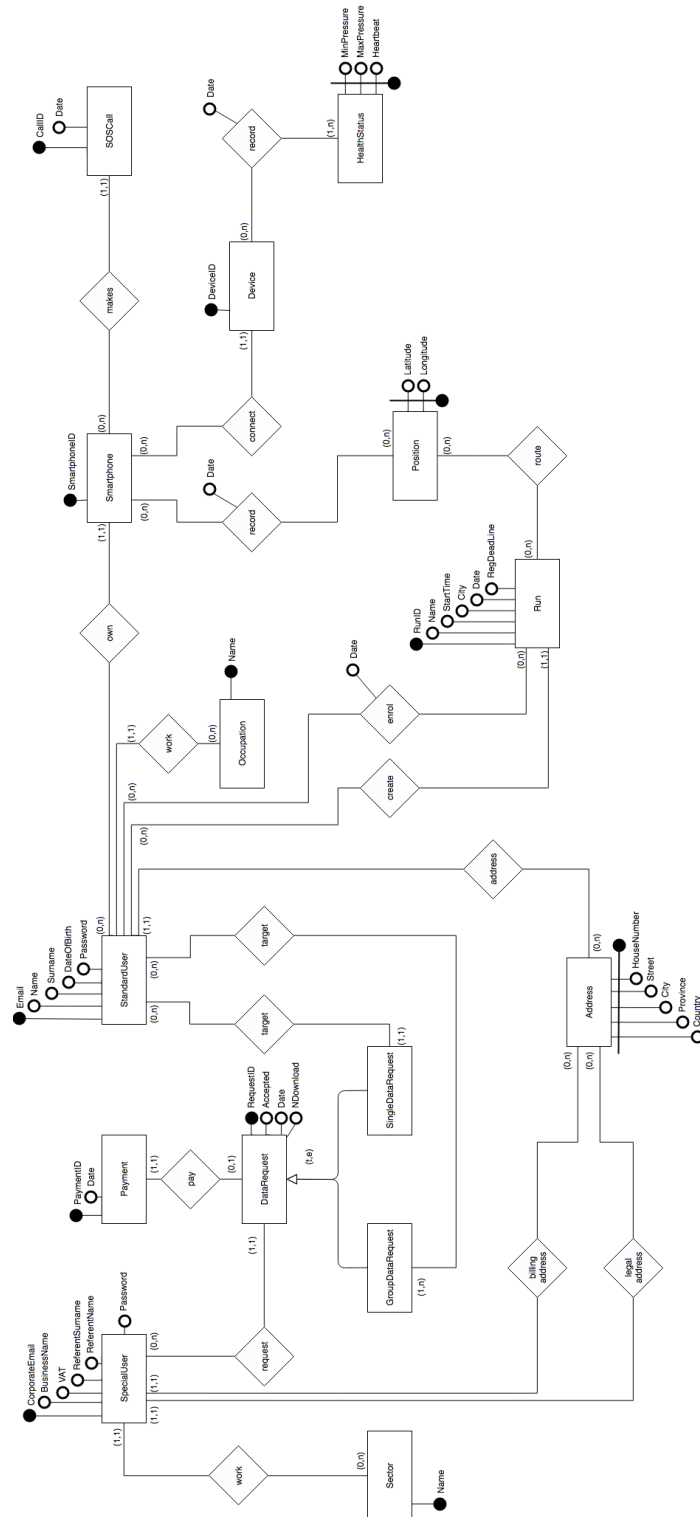 CorporateEmail
BusinessName
VAT
ReferentSurname
ReferentName
Password
SpecialUser
(1,1)
(1,1)
(1,1)
(0,n)
work
(0,n)
Sector
Name
request
(1,1)
PaymentID
Date
Payment
(1,1)
pay
(0,1)
DataRequest
RequestID
Accepted
Date
NDownload
(t,e)
GroupDataRequest
(1,n)
SingleDataRequest
(1,1)
billing
address
legal
address
(0,n)
(0,n)
Address
(0,n)
HouseNumber
Street
City
Province
Country
Email
Name
Surname
DateOfBirth
Password
StandardUser
(0,n)
(0,n)
(1,1)
(0,n)
target
target
address
(0,n)
(0,n)
(1,1)
work
(0,n)
Occupation
Name
create
enrol
Date
(0,n)
(1,1)
RunID
Name
StartTime
City
Date
RegDeadLine
Run
(0,n)
route
(0,n)
Position
(0,n)
Latitude
Longitude
own
(1,1)
SmartphoneID
Smartphone
(0,n)
(0,n)
(0,n)
record
Date
connect
(1,1)
DeviceID
Device
(0,n)
makes
(1,1)
CallID
Date
SOSCall
record
Date
(1,n)
HealthStatus
MinPressure
MaxPressure
Heartbeat